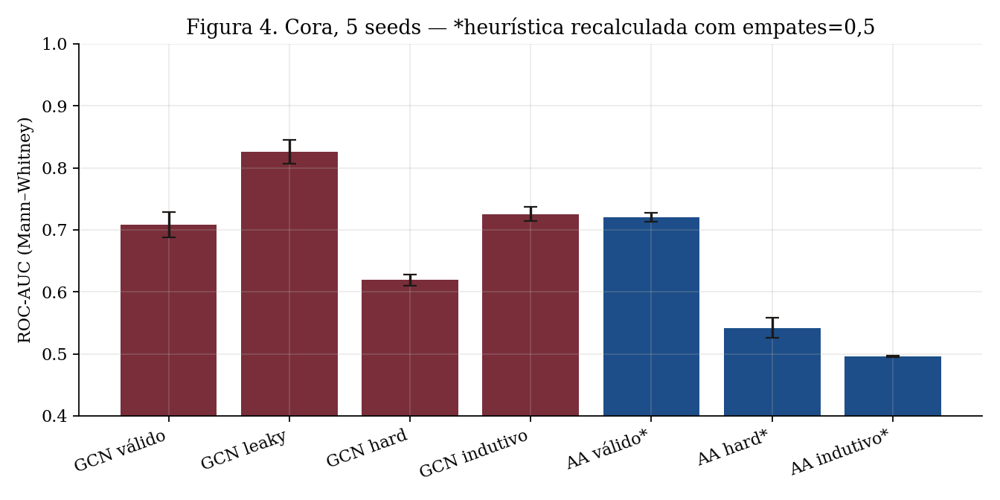 Figura 4. Cora, 5 seeds — *heurística recalculada com empates=0,5
ROC-AUC (Mann–Whitney)
1.0
0.9
0.8
0.7
0.6
0.5
0.4
GCN válido
GCN leaky
GCN hard
GCN indutivo
AA válido*
AA hard*
AA indutivo*